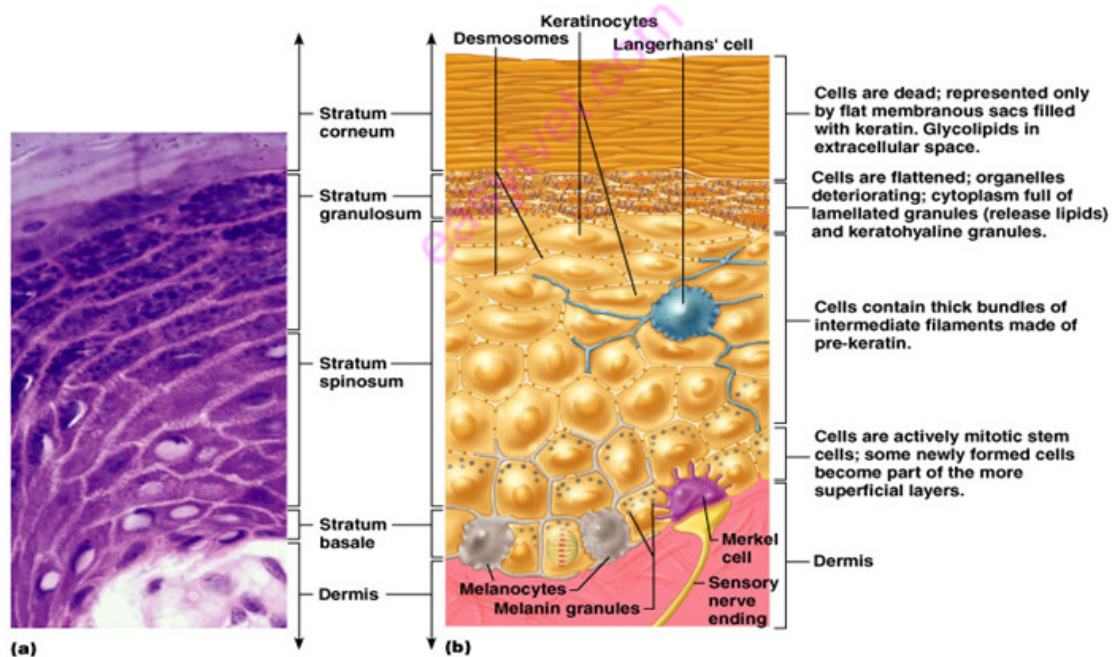 Keratinocytes
Desmosomes
Langerhans' cell
Stratum
corneum
Stratum
granulosum
Stratum
spinosum
Stratum
basale
Dermis
Cells are dead; represented only
by flat membranous sacs filled
with keratin. Glycolipids in
extracellular space.
Cells are flattened; organelles
deteriorating; cytoplasm full of
lamellated granules (release lipids)
and keratohyaline granules.
Cells contain thick bundles of
intermediate filaments made of
pre-keratin.
Cells are actively mitotic stem
cells; some newly formed cells
become part of the more
superficial layers.
Merkel
cell
Dermis
Melanocytes
Melanin granules
Sensory
nerve
ending
(a)
(b)